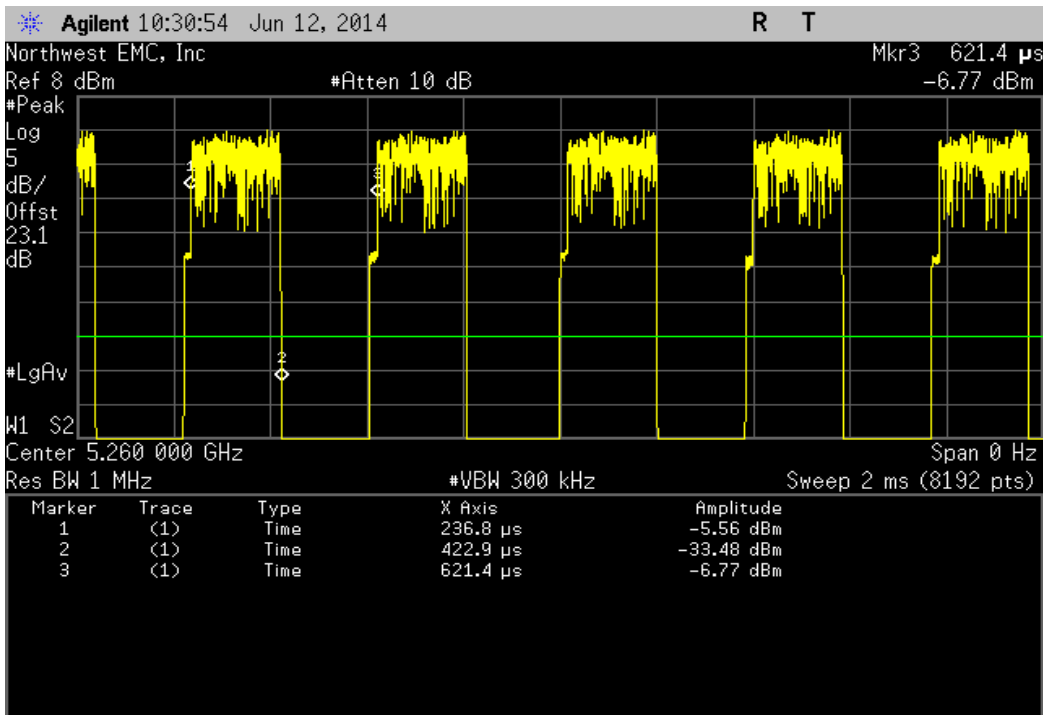 Agilent 10:30:54 Jun 12, 2014 R T
Northwest EMC, Inc Mkr3 621.4 µs
Ref 8 dBm #Atten 10 dB -6.77 dBm
#Peak
Log
5
dB/
Offst
23.1
dB
1
3
2
#LgAv
W1 S2
Center 5.260 000 GHz Span 0 Hz
Res BW 1 MHz #VBW 300 kHz Sweep 2 ms (8192 pts)
Marker Trace Type X Axis Amplitude
1 (1) Time 236.8 µs -5.56 dBm
2 (1) Time 422.9 µs -33.48 dBm
3 (1) Time 621.4 µs -6.77 dBm